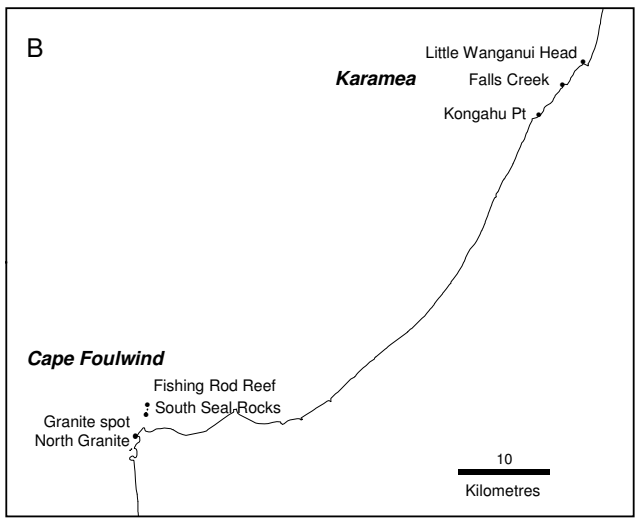 B
Little Wanganui Head
Karamea
Falls Creek
Kongahu Pt
Cape Foulwind
Fishing Rod Reef
South Seal Rocks
Granite spot
North Granite
10
Kilometres